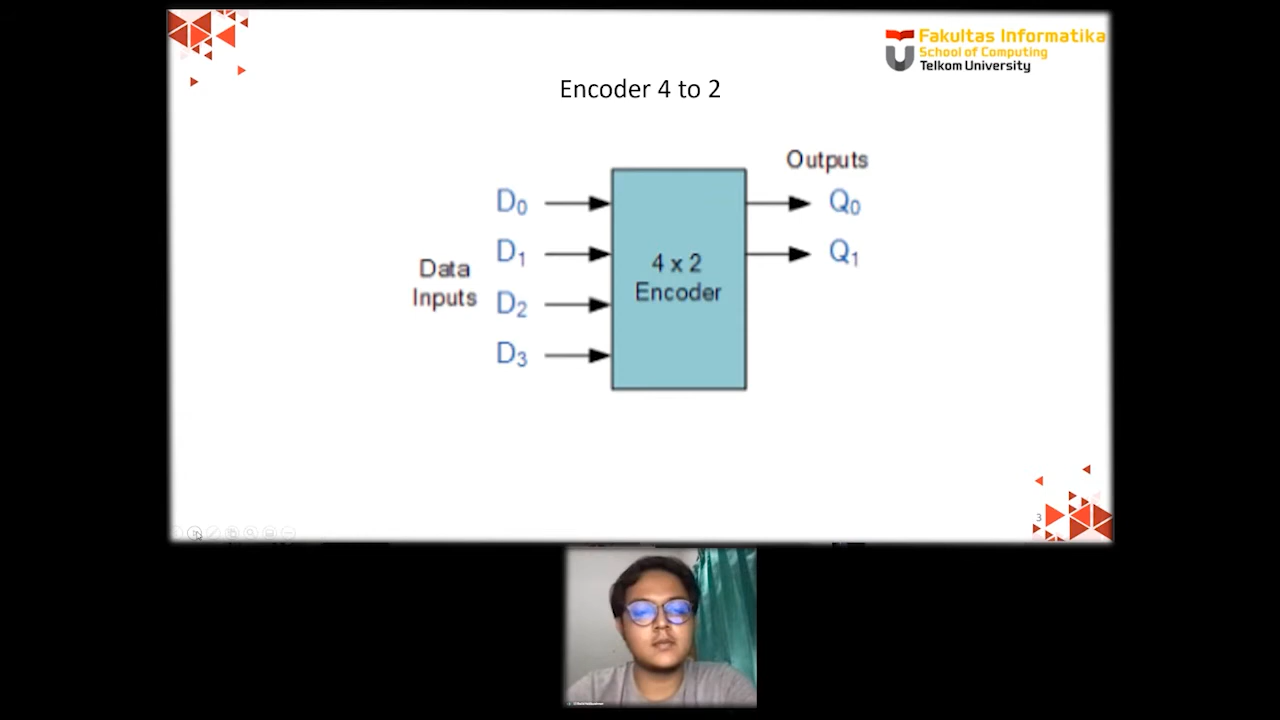 Fakultas Informatika
School of Computing
Telkom University
Encoder 4 to 2
Outputs
D0
Q0
D1
Q1
Data
Inputs
4 x 2
Encoder
D2
D3
3